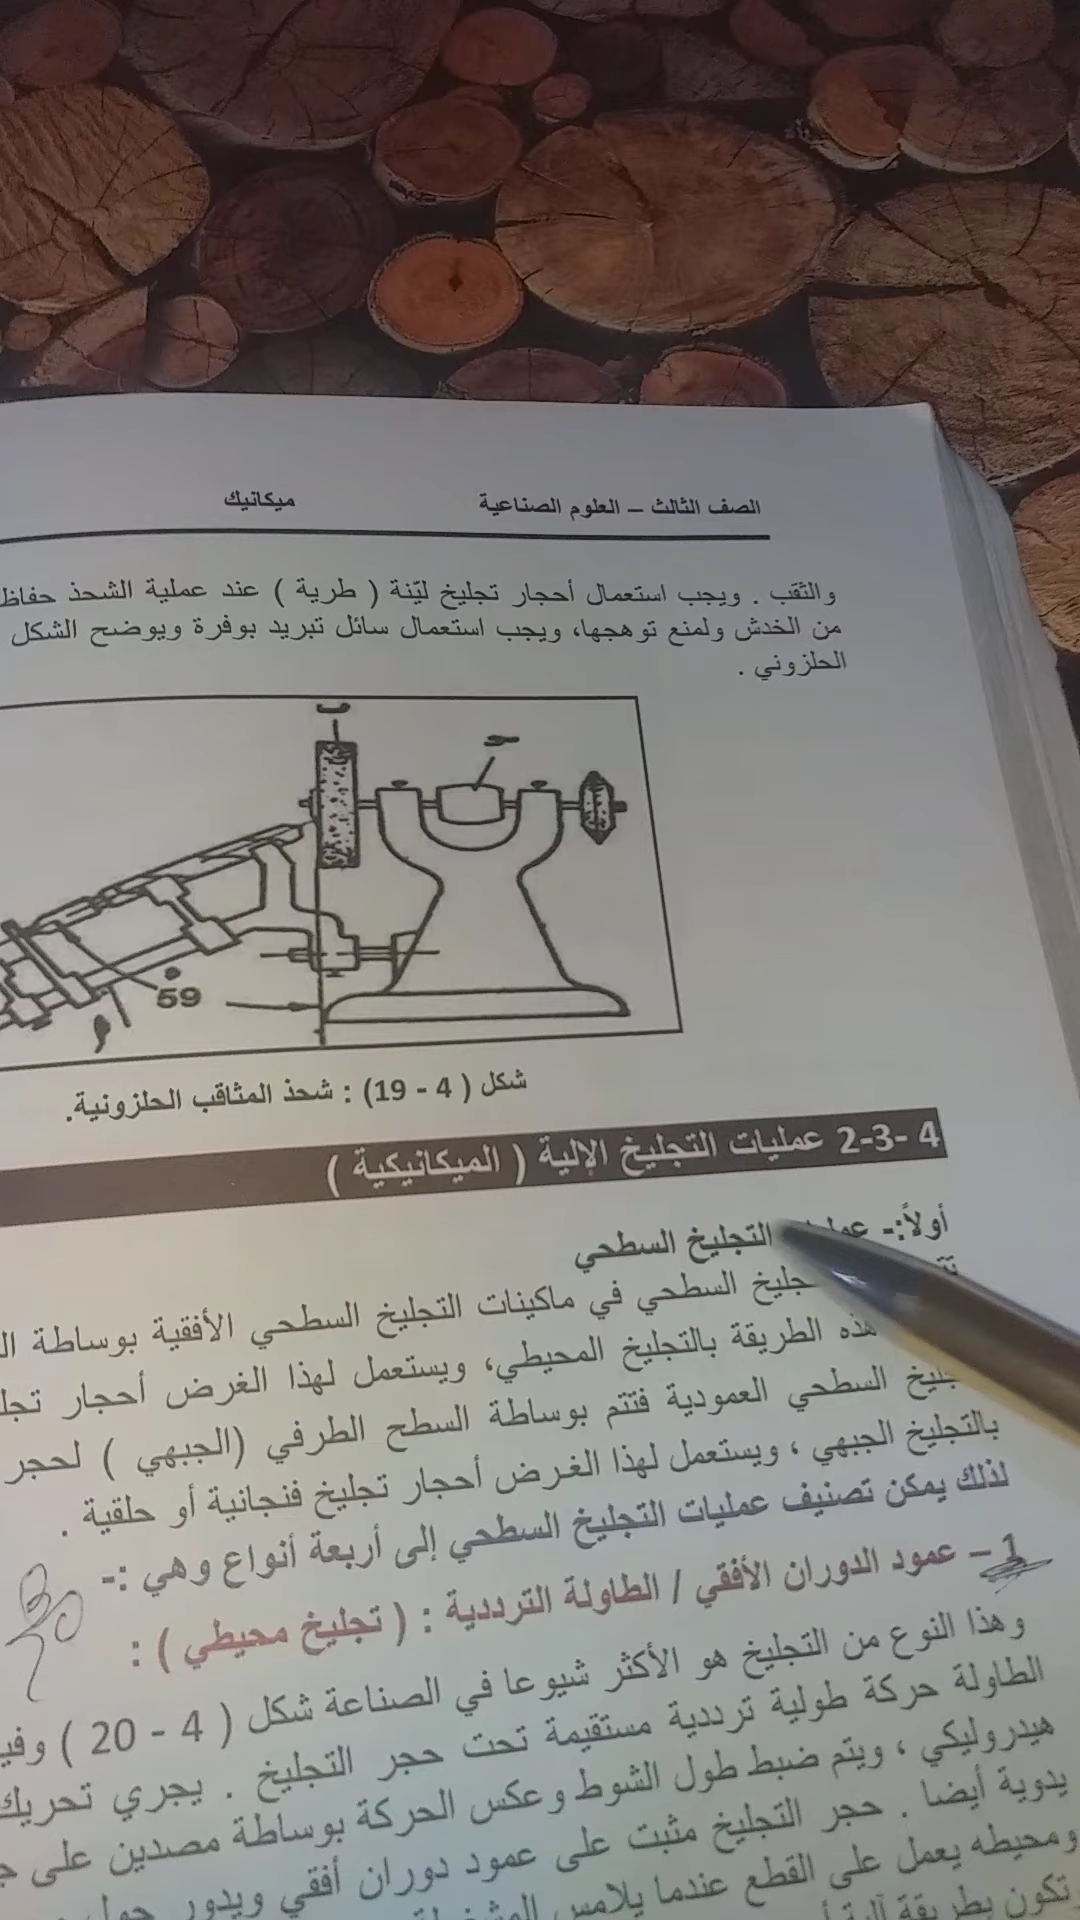 الصف الثالث – العلوم الصناعية ميكانيك
والثقب . ويجب استعمال أحجار تجليخ ليّنة ( طرية ) عند عملية الشحذ
من الخدش ولمنع توهجها، ويجب استعمال سائل تبريد بوفرة ويوضح الشكل
الحلزوني .
ب
59
شكل ( 4 - 19) : شحذ المثاقب الحلزونية.
4 -3-2 عمليات التجليخ الإلية ( الميكانيكية )
أولاً:- التجليخ السطحي
السطحي في ماكينات التجليخ السطحي الأفقية بوساطة
هذه الطريقة بالتجليخ المحيطي، ويستعمل لهذا الغرض أحجار
السطحي العمودية فتتم بوساطة السطح الطرفي (الجبهي ) لحجر
بالتجليخ الجبهي ، ويستعمل لهذا الغرض أحجار تجليخ فنجانية أو حلقية .
لذلك يمكن تصنيف عمليات التجليخ السطحي إلى أربعة أنواع وهي :-
1 – عمود الدوران الأفقي / الطاولة الترددية : ( تجليخ محيطي ) :
وهذا النوع من التجليخ هو الأكثر شيوعا في الصناعة شكل ( 4 - 20 )
الطاولة حركة طولية ترددية مستقيمة تحت حجر التجليخ . يجري
هيدروليكي ، ويتم ضبط طول الشوط وعكس الحركة بوساطة مصدين على
يدوية أيضا . حجر التجليخ مثبت على عمود دوران أفقي ويدور
ومحيطه يعمل على القطع عندما يلامس
تكون بطريقة